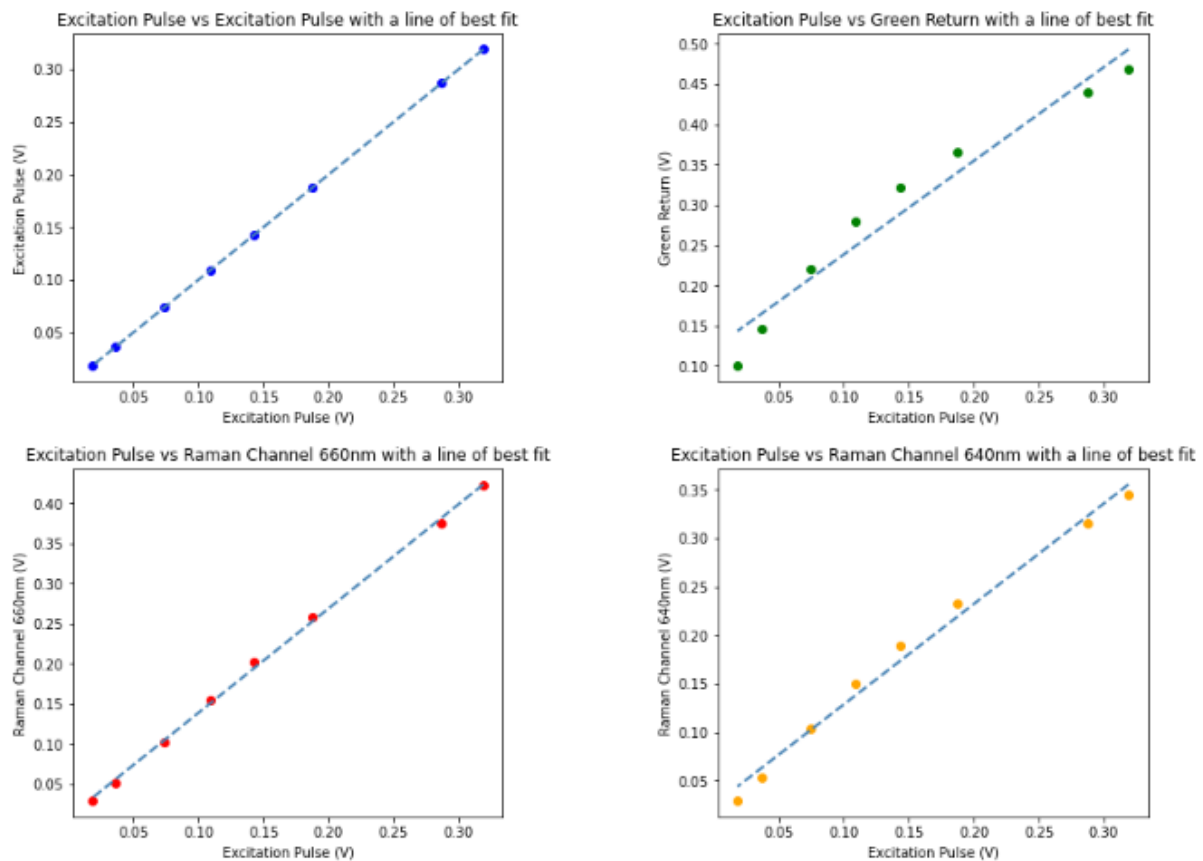 Excitation Pulse vs Excitation Pulse with a line of best fit
0.30
0.25
0.20
0.15
0.10
0.05
Excitation Pulse (V)
0.05 0.10 0.15 0.20 0.25 0.30
Excitation Pulse (V)
Excitation Pulse vs Green Return with a line of best fit
0.50
0.45
0.40
0.35
0.30
0.25
0.20
0.15
0.10
Green Return (V)
0.05 0.10 0.15 0.20 0.25 0.30
Excitation Pulse (V)
Excitation Pulse vs Raman Channel 660nm with a line of best fit
0.40
0.35
0.30
0.25
0.20
0.15
0.10
0.05
Raman Channel 660nm (V)
0.05 0.10 0.15 0.20 0.25 0.30
Excitation Pulse (V)
Excitation Pulse vs Raman Channel 640nm with a line of best fit
0.35
0.30
0.25
0.20
0.15
0.10
0.05
Raman Channel 640nm (V)
0.05 0.10 0.15 0.20 0.25 0.30
Excitation Pulse (V)